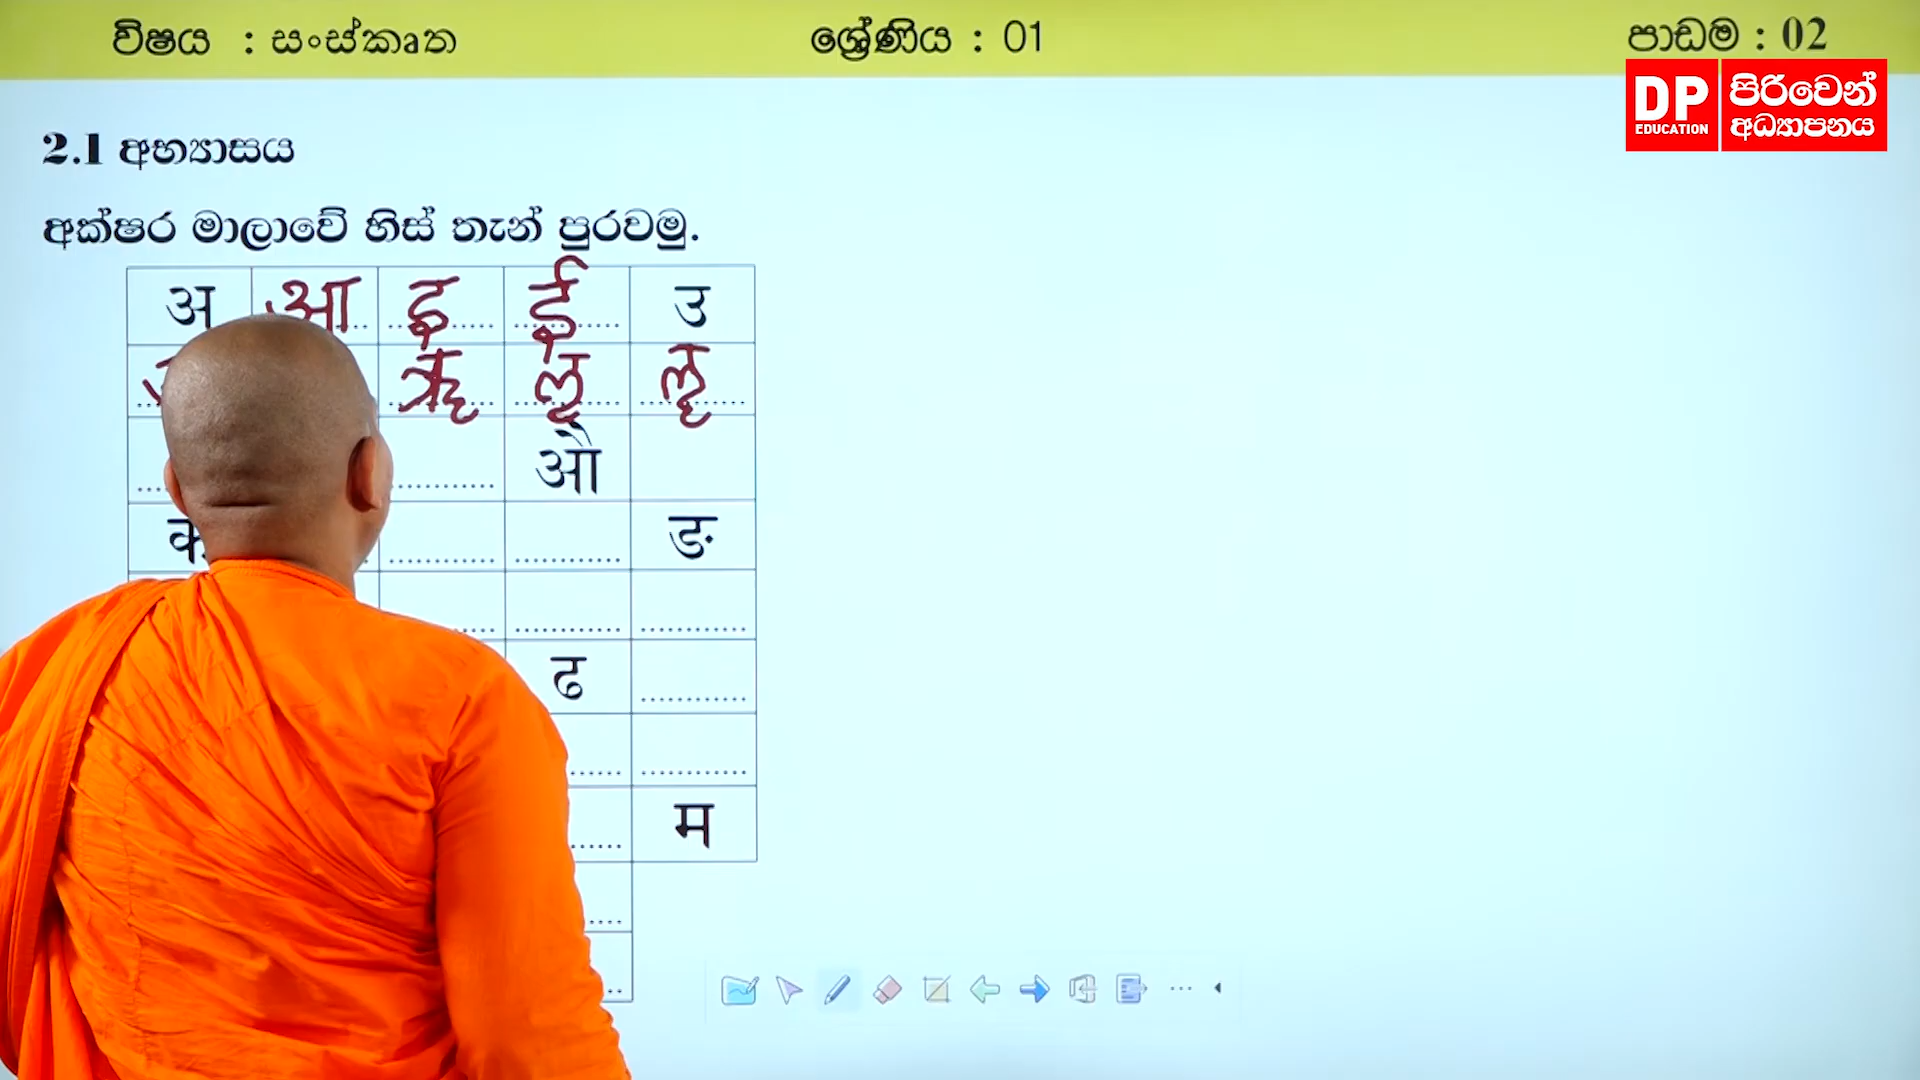 විෂය : සංස්කෘත ශ්‍රේණිය : 01 පාඩම : 02
DP EDUCATION පිරිවෙන් අධ්‍යාපනය
2.1 අභ්‍යාසය
අක්ෂර මාලාවේ හිස් තැන් පුරවමු.
अ आ इ ई उ
ॠ ऌ ॡ
औ
क ङ
ढ
म